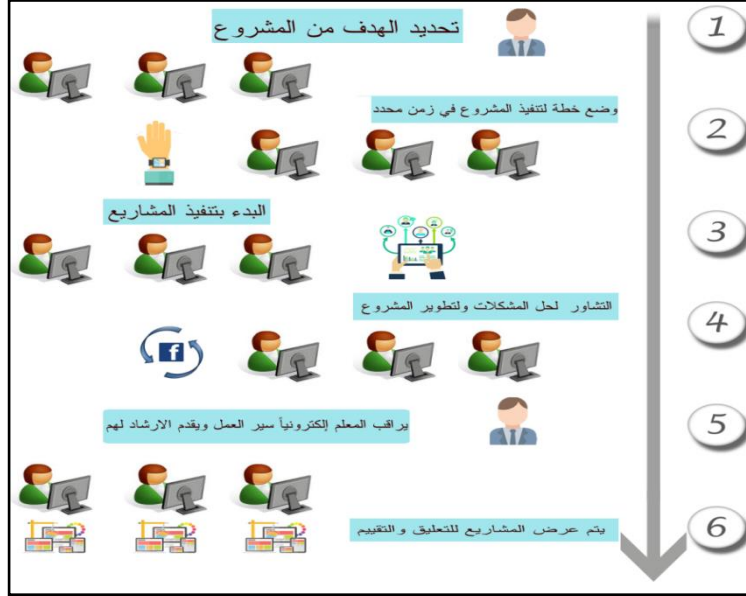 تحديد الهدف من المشروع
1
وضع خطة لتنفيذ المشروع في زمن محدد
2
البدء بتنفيذ المشاريع
3
التشاور لحل المشكلات ولتطوير المشروع
4
f
يراقب المعلم إلكترونياً سير العمل ويقدم الارشاد لهم
5
يتم عرض المشاريع للتعليق والتقييم
6